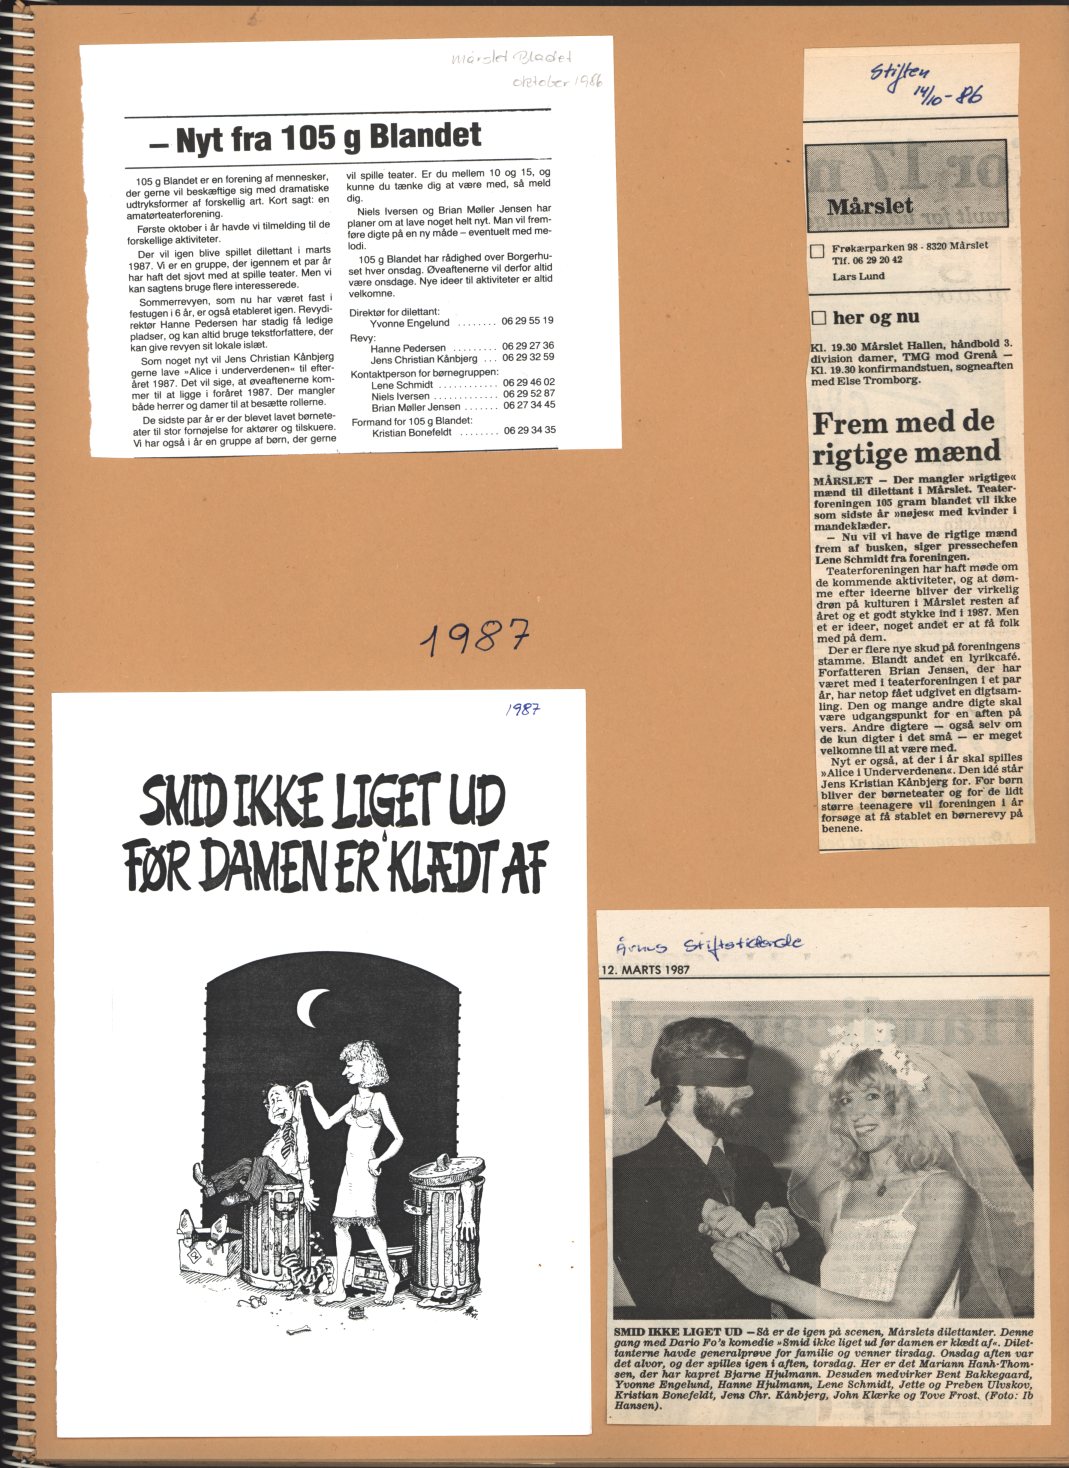 Mårslet Bladet
oktober 1986
– Nyt fra 105 g Blandet
105 g Blandet er en forening af mennesker,
der gerne vil beskæftige sig med dramatiske
udtryksformer af forskellig art. Kort sagt: en
amatørteaterforening.
Første oktober i år havde vi tilmelding til de
forskellige aktiviteter.
Der vil igen blive spillet dilettant i marts
1987. Vi er en gruppe, der igennem et par år
har haft det sjovt med at spille teater. Men vi
kan sagtens bruge flere interesserede.
Sommerrevyen, som nu har været fast i
festugen i 6 år, er også etableret igen. Revydi-
rektør Hanne Pedersen har stadig få ledige
pladser, og kan altid bruge tekstforfattere, der
kan give revyen sit lokale islæt.
Som noget nyt vil Jens Christian Kånbjerg
gerne lave »Alice i underverdenen« til efter-
året 1987. Det vil sige, at øveaftenerne kom-
mer til at ligge i foråret 1987. Der mangler
både herrer og damer til at besætte rollerne.
De sidste par år er der blevet lavet børnete-
ater til stor fornøjelse for aktører og tilskuere.
Vi har også i år en gruppe af børn, der gerne
vil spille teater. Er du mellem 10 og 15, og
kunne du tænke dig at være med, så meld
dig.
Niels Iversen og Brian Møller Jensen har
planer om at lave noget helt nyt. Man vil frem-
føre digte på en ny måde – eventuelt med me-
lodi.
105 g Blandet har rådighed over Borgerhu-
set hver onsdag. Øveaftenerne vil derfor altid
være onsdage. Nye ideer til aktiviteter er altid
velkomne.
Direktør for dilettant:
Yvonne Engelund ........ 06 29 55 19
Revy:
Hanne Pedersen ........ 06 29 27 36
Jens Christian Kånbjerg ... 06 29 32 59
Kontaktperson for børnegruppen:
Lene Schmidt ............ 06 29 46 02
Niels Iversen ............. 06 29 52 87
Brian Møller Jensen ....... 06 27 34 45
Formand for 105 g Blandet:
Kristian Bonefeldt ........ 06 29 34 35
Stiften
14/10-86
Mårslet
Frøkærparken 98 - 8320 Mårslet
Tlf. 06 29 20 42
Lars Lund
her og nu
Kl. 19.30 Mårslet Hallen, håndbold 3.
division damer, TMG mod Grenå —
Kl. 19.30 konfirmandstuen, sogneaften
med Else Tromborg.
Frem med de
rigtige mænd
MÅRSLET — Der mangler »rigtige«
mænd til dilettant i Mårslet. Teater-
foreningen 105 gram blandet vil ikke
som sidste år »nøjes« med kvinder i
mandeklæder.
— Nu vil vi have de rigtige mænd
frem af busken, siger pressechefen
Lene Schmidt fra foreningen.
Teaterforeningen har haft møde om
de kommende aktiviteter, og at døm-
me efter ideerne bliver der virkelig
drøn på kulturen i Mårslet resten af
året og et godt stykke ind i 1987. Men
et er ideer, noget andet er at få folk
med på dem.
Der er flere nye skud på foreningens
stamme. Blandt andet en lyrikcafé.
Forfatteren Brian Jensen, der har
været med i teaterforeningen i et par
år, har netop fået udgivet en digtsam-
ling. Den og mange andre digte skal
være udgangspunkt for en aften på
vers. Andre digtere — også selv om
de kun digter i det små — er meget
velkomne til at være med.
Nyt er også, at der i år skal spilles
»Alice i Underverdenen«. Den idé står
Jens Kristian Kånbjerg for. For børn
bliver der børneteater og for de lidt
større teenagere vil foreningen i år
forsøge at få stablet en børnerevy på
benene.
1987
1987
SMID IKKE LIGET UD
FØR DAMEN ER KLÆDT AF
Århus Stiftstidende
12. MARTS 1987
SMID IKKE LIGET UD — Så er de igen på scenen, Mårslets dilettanter. Denne
gang med Dario Fo's komedie »Smid ikke liget ud før damen er klædt af«. Dilet-
tanterne havde generalprøve for familie og venner tirsdag. Onsdag aften var
det alvor, og der spilles igen i aften, torsdag. Her er det Mariann Hanh-Thom-
sen, der har kapret Bjarne Hjulmann. Desuden medvirker Bent Bakkegaard,
Yvonne Engelund, Hanne Hjulmann, Lene Schmidt, Jette og Preben Ulvskov,
Kristian Bonefeldt, Jens Chr. Kånbjerg, John Klærke og Tove Frost. (Foto: Ib
Hansen).